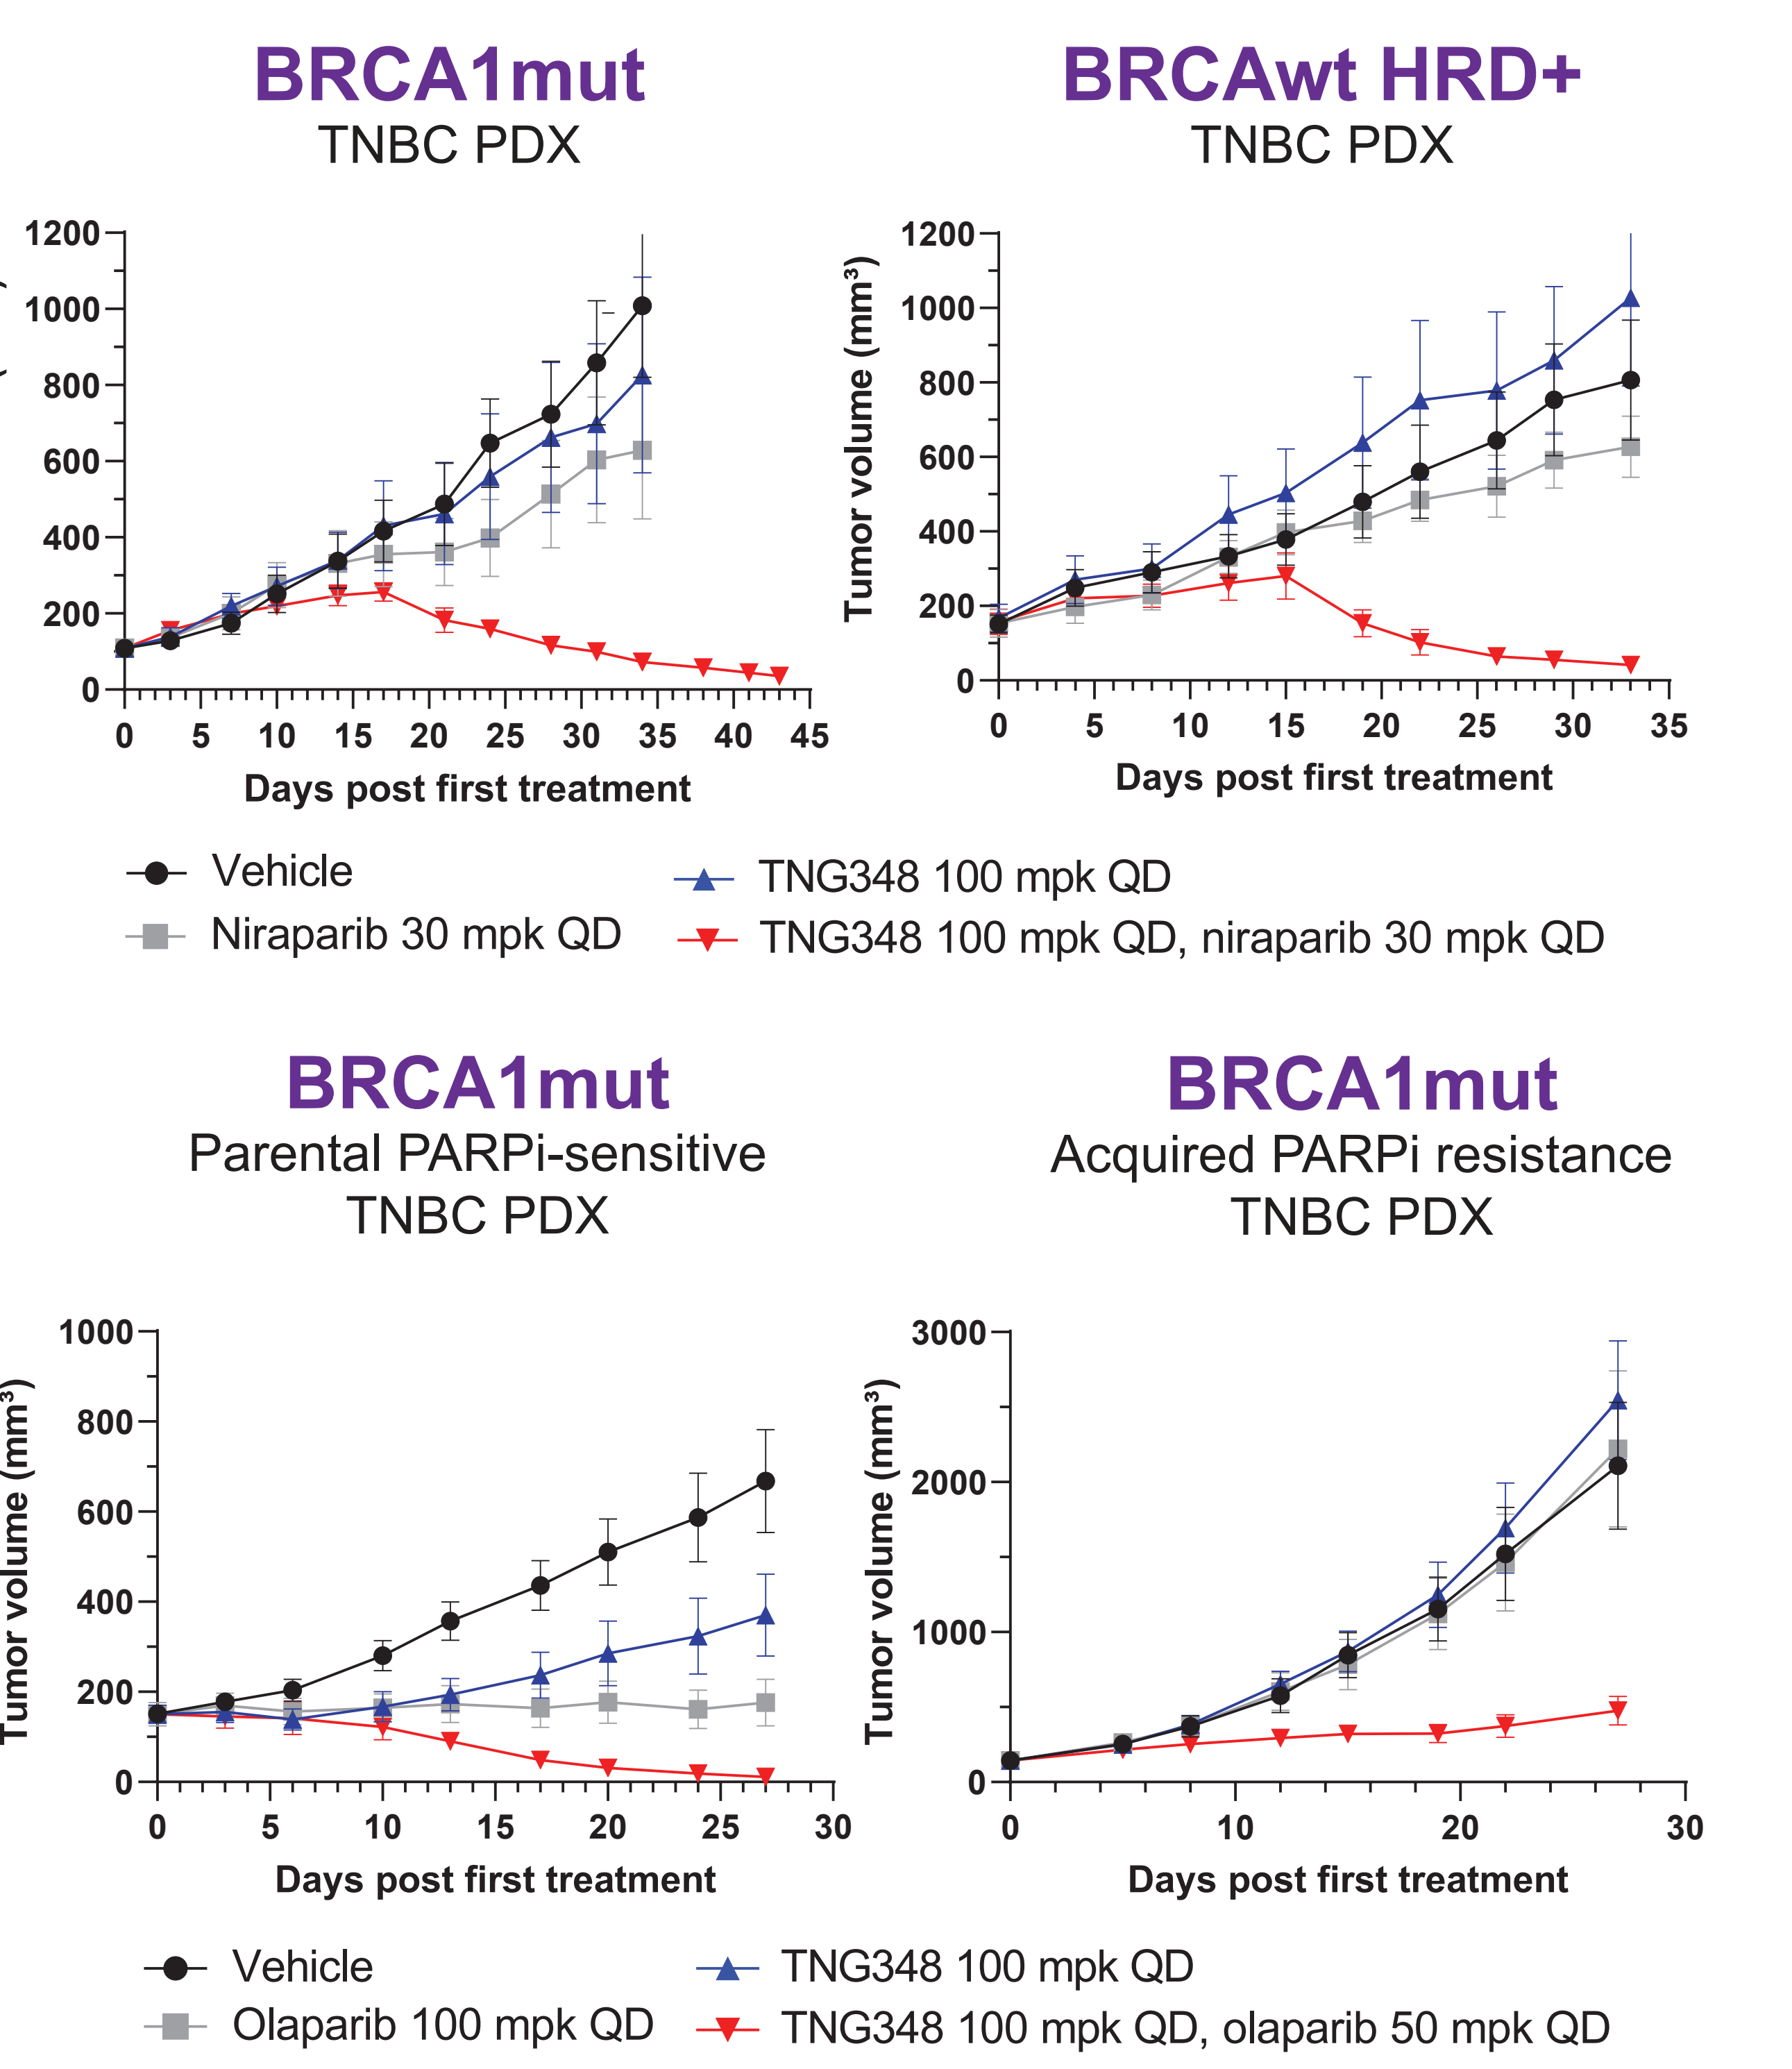 BRCA1mut
TNBC PDX
BRCAwt HRD+
TNBC PDX
1200
1000
800
600
400
200
0
0 5 10 15 20 25 30 35 40 45
Days post first treatment
Tumor volume (mm³)
1200
1000
800
600
400
200
0
0 5 10 15 20 25 30 35
Days post first treatment
Vehicle
Niraparib 30 mpk QD
TNG348 100 mpk QD
TNG348 100 mpk QD, niraparib 30 mpk QD
BRCA1mut
Parental PARPi-sensitive
TNBC PDX
BRCA1mut
Acquired PARPi resistance
TNBC PDX
Tumor volume (mm³)
1000
800
600
400
200
0
0 5 10 15 20 25 30
Days post first treatment
Tumor volume (mm³)
3000
2000
1000
0
0 10 20 30
Days post first treatment
Vehicle
Olaparib 100 mpk QD
TNG348 100 mpk QD
TNG348 100 mpk QD, olaparib 50 mpk QD